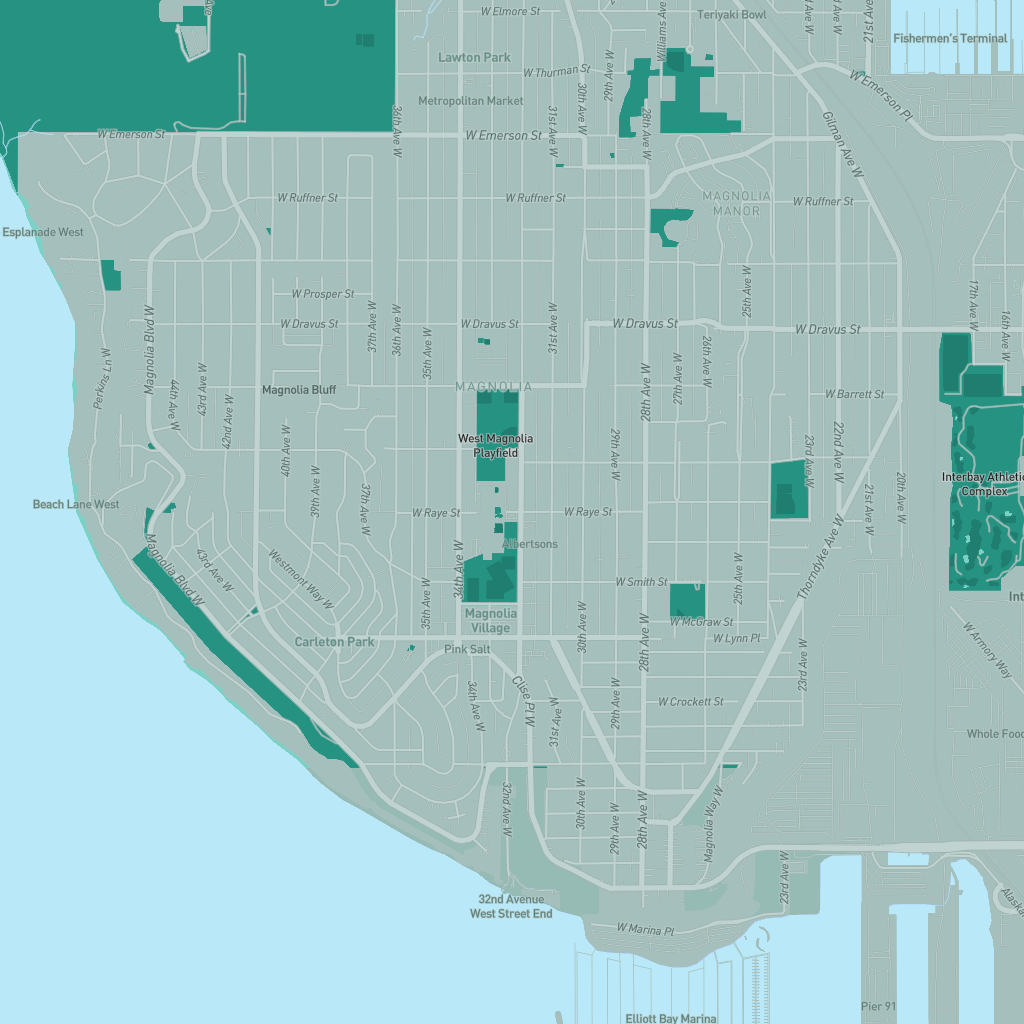 W Elmore St
Teriyaki Bowl
Williams Ave W
21st Ave W
Fishermen's Terminal
Lawton Park
W Thurman St
29th Ave W
30th Ave W
W Emerson Pl
Metropolitan Market
36th Ave W
31st Ave W
28th Ave W
Gilman Ave W
W Emerson St
W Emerson St
W Ruffner St
W Ruffner St
MAGNOLIA
MANOR
W Ruffner St
Esplanade West
25th Ave W
17th Ave W
16th Ave W
W Prosper St
37th Ave W
36th Ave W
35th Ave W
31st Ave W
W Dravus St
W Dravus St
W Dravus St
W Dravus St
Magnolia Blvd W
Perkins Ln W
44th Ave W
43rd Ave W
42nd Ave W
Magnolia Bluff
MAGNOLIA
28th Ave W
27th Ave W
26th Ave W
W Barrett St
40th Ave W
39th Ave W
37th Ave W
West Magnolia
Playfield
29th Ave W
23rd Ave W
22nd Ave W
21st Ave W
20th Ave W
Interbay Athletic
Complex
Beach Lane West
W Raye St
W Raye St
Albertsons
Magnolia Blvd W
43rd Ave W
Westmont Way W
35th Ave W
34th Ave W
W Smith St
25th Ave W
Thorndyke Ave W
Magnolia
Village
30th Ave W
28th Ave W
W McGraw St
W Lynn Pl
W Armory Way
Carleton Park
Pink Salt
23rd Ave W
34th Ave W
Clise Pl W
31st Ave W
29th Ave W
W Crockett St
Whole Food
32nd Ave W
30th Ave W
29th Ave W
28th Ave W
Magnolia Way W
23rd Ave W
Alaska
32nd Avenue
West Street End
W Marina Pl
Pier 91
Elliott Bay Marina